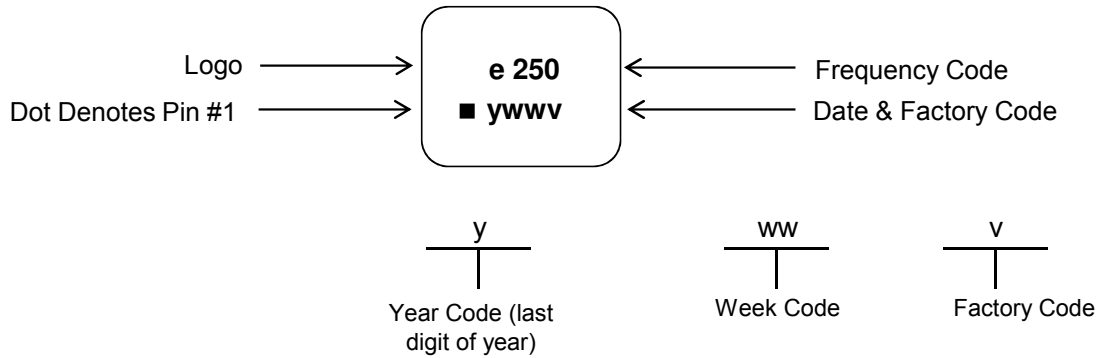 Logo
e 250
Frequency Code
Dot Denotes Pin #1
■ ywwv
Date & Factory Code
y
ww
v
Year Code (last
digit of year)
Week Code
Factory Code